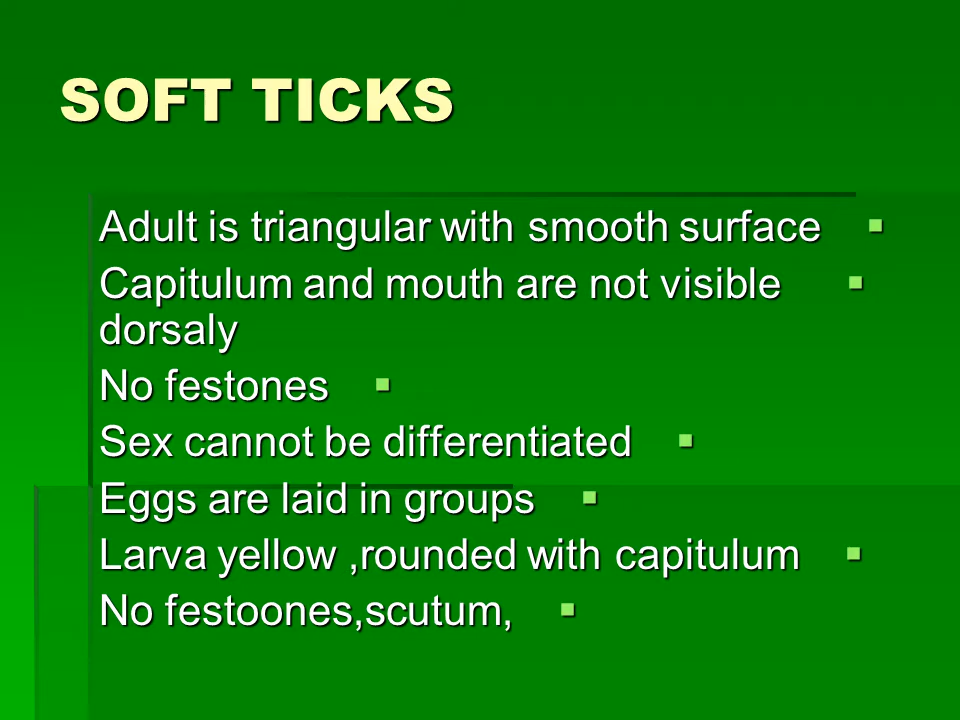 SOFT TICKS
Adult is triangular with smooth surface ▪
Capitulum and mouth are not visible ▪
dorsaly
No festones ▪
Sex cannot be differentiated ▪
Eggs are laid in groups ▪
Larva yellow ,rounded with capitulum ▪
No festoones,scutum, ▪